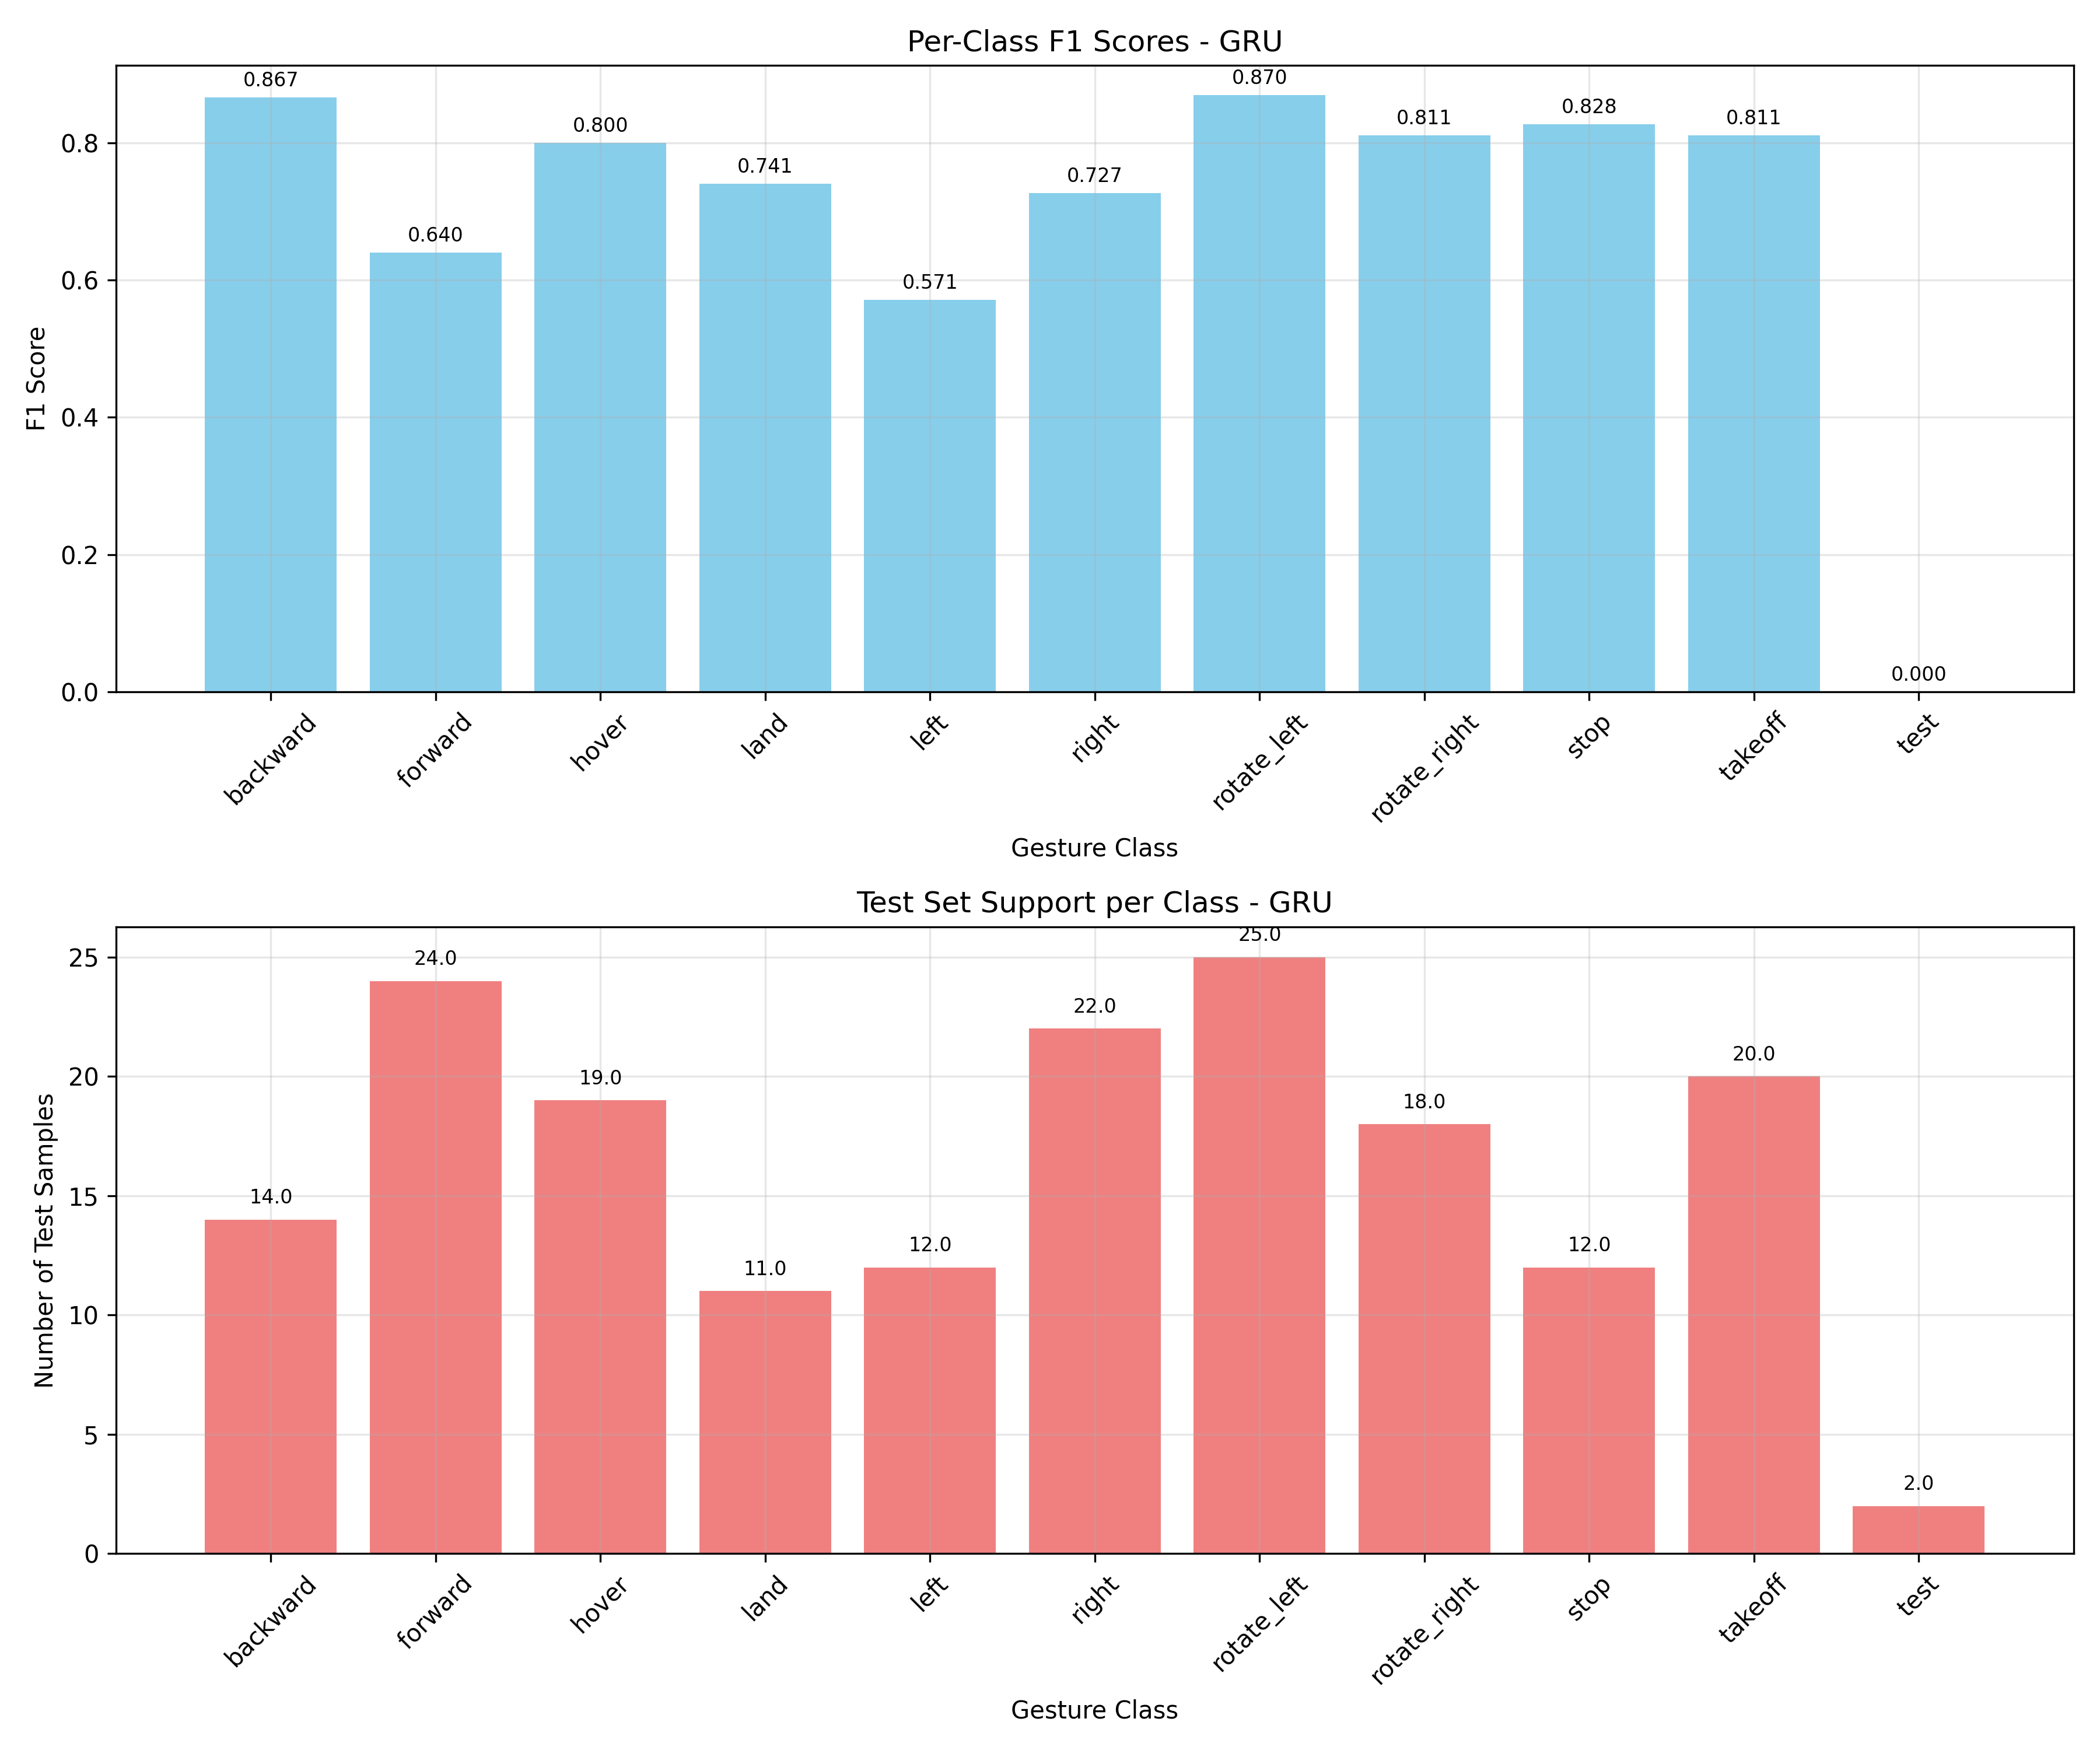 Per-Class F1 Scores - GRU
0.867
0.640
0.800
0.741
0.571
0.727
0.870
0.811
0.828
0.811
0.000
F1 Score
0.8
0.6
0.4
0.2
0.0
backward
forward
hover
land
left
right
rotate_left
rotate_right
stop
takeoff
test
Gesture Class
Test Set Support per Class - GRU
14.0
24.0
19.0
11.0
12.0
22.0
25.0
18.0
12.0
20.0
2.0
Number of Test Samples
25
20
15
10
5
0
backward
forward
hover
land
left
right
rotate_left
rotate_right
stop
takeoff
test
Gesture Class